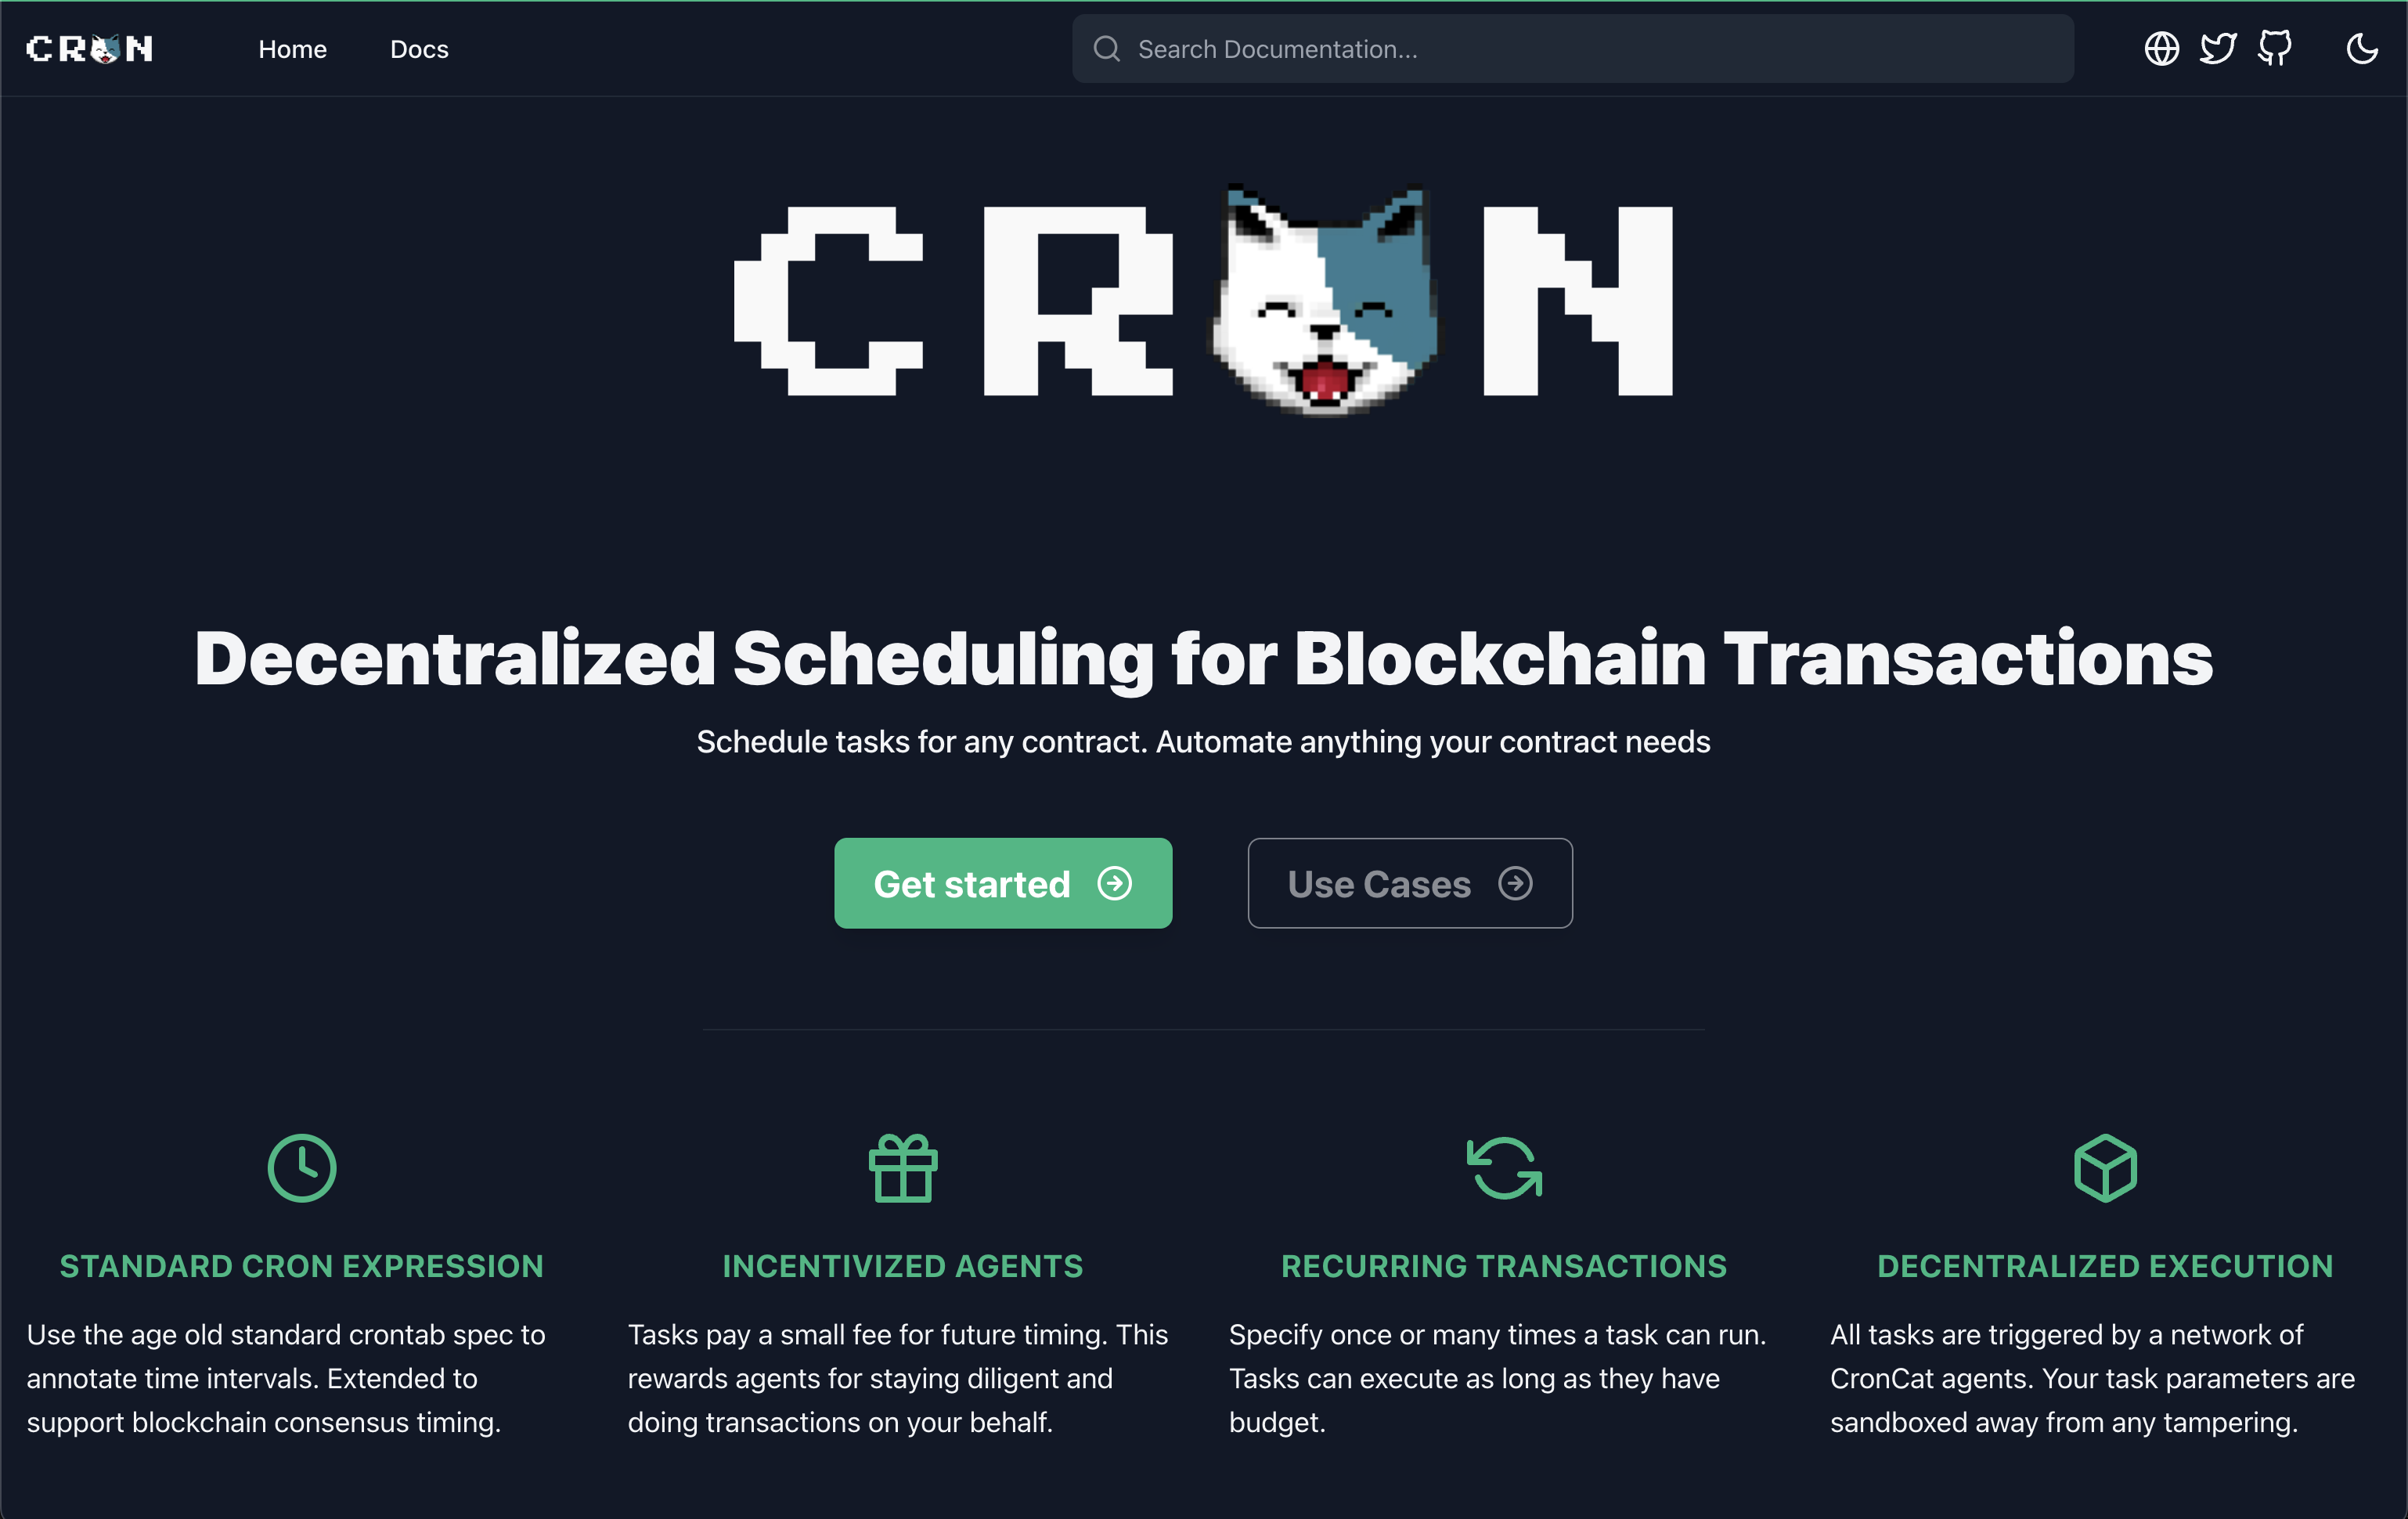 CRON
Home
Docs
Search Documentation...
CRON
Decentralized Scheduling for Blockchain Transactions
Schedule tasks for any contract. Automate anything your contract needs
Get started
Use Cases
STANDARD CRON EXPRESSION
Use the age old standard crontab spec to
annotate time intervals. Extended to
support blockchain consensus timing.
INCENTIVIZED AGENTS
Tasks pay a small fee for future timing. This
rewards agents for staying diligent and
doing transactions on your behalf.
RECURRING TRANSACTIONS
Specify once or many times a task can run.
Tasks can execute as long as they have
budget.
DECENTRALIZED EXECUTION
All tasks are triggered by a network of
CronCat agents. Your task parameters are
sandboxed away from any tampering.